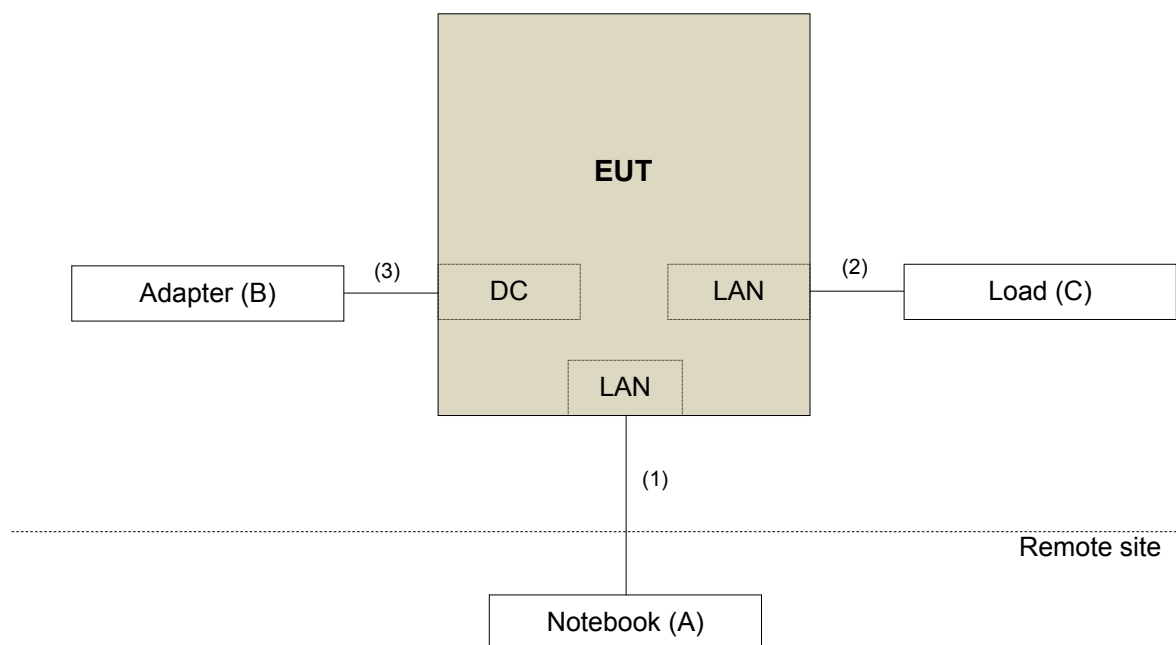 EUT
(3)
(2)
Adapter (B)
DC
LAN
Load (C)
LAN
(1)
Remote site
Notebook (A)